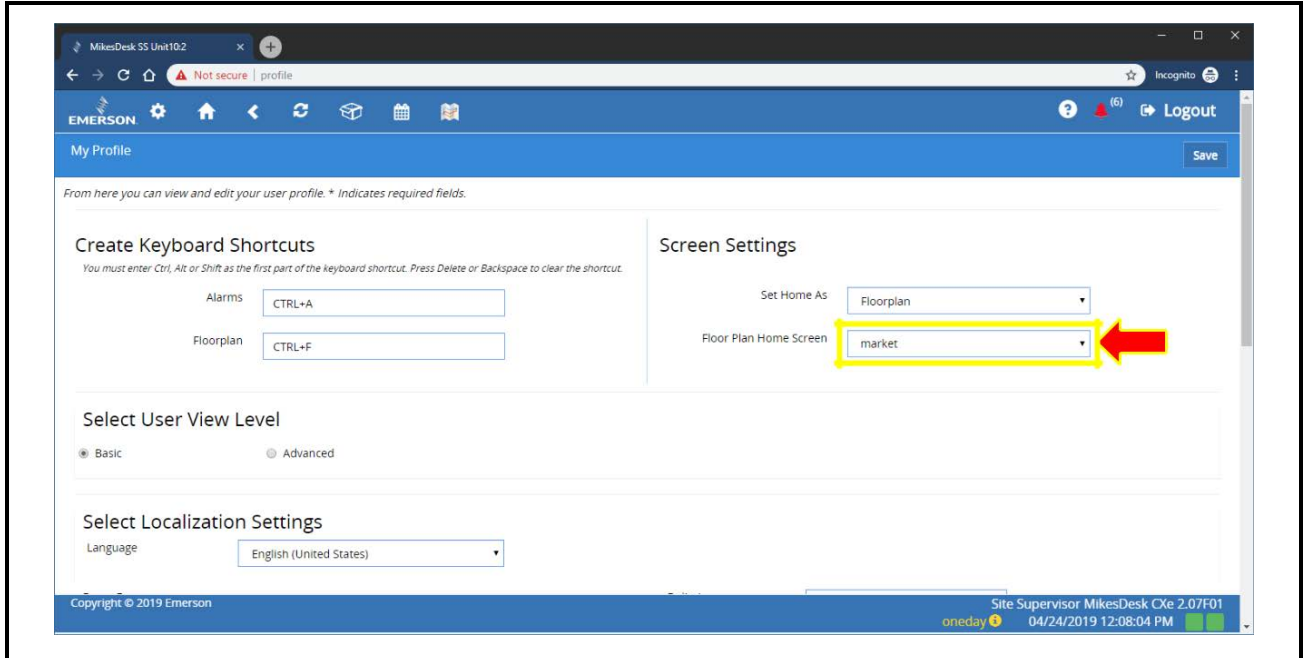 MikesDesk SS Unit10:2
Not secure | profile
Incognito
EMERSON
(6)
Logout
My Profile
Save
From here you can view and edit your user profile. * Indicates required fields.
Create Keyboard Shortcuts
You must enter Ctrl, Alt or Shift as the first part of the keyboard shortcut. Press Delete or Backspace to clear the shortcut.
Alarms
CTRL+A
Floorplan
CTRL+F
Screen Settings
Set Home As
Floorplan
Floor Plan Home Screen
market
Select User View Level
Basic
Advanced
Select Localization Settings
Language
English (United States)
Copyright © 2019 Emerson
Site Supervisor MikesDesk CXe 2.07F01
oneday
04/24/2019 12:08:04 PM